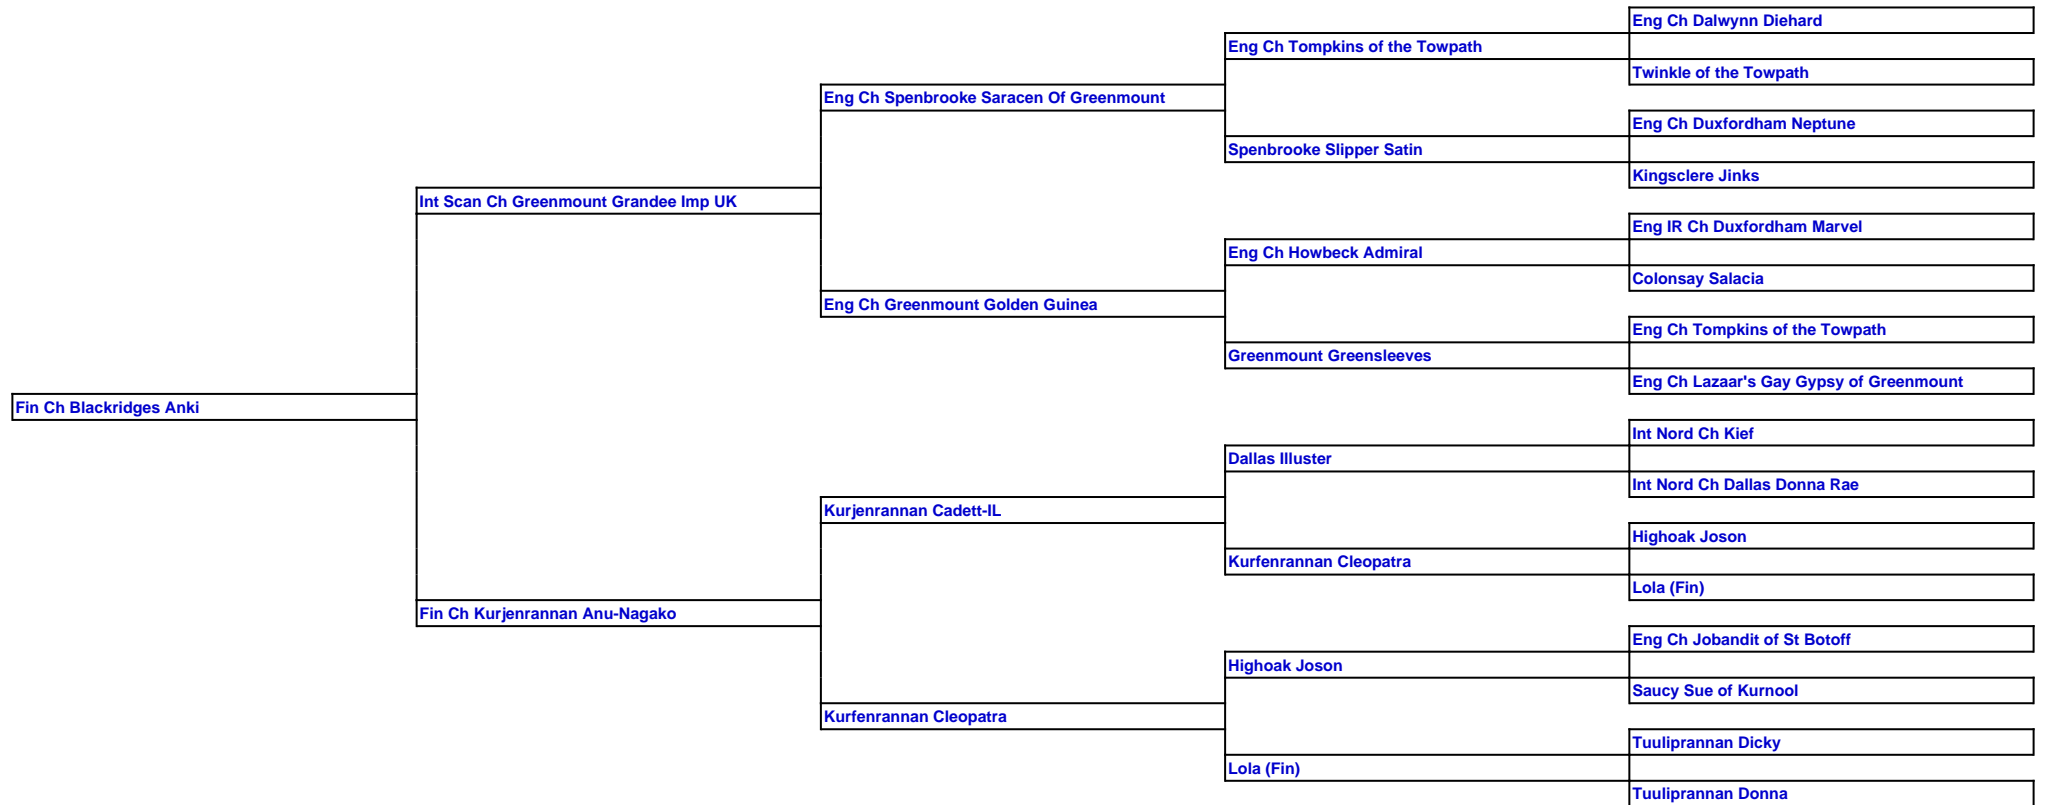 Eng Ch Dalwynn Diehard
Eng Ch Tompkins of the Towpath
Twinkle of the Towpath
Eng Ch Spenbrooke Saracen Of Greenmount
Eng Ch Duxfordham Neptune
Spenbrooke Slipper Satin
Kingsclere Jinks
Int Scan Ch Greenmount Grandee Imp UK
Eng IR Ch Duxfordham Marvel
Eng Ch Howbeck Admiral
Colonsay Salacia
Eng Ch Greenmount Golden Guinea
Eng Ch Tompkins of the Towpath
Greenmount Greensleeves
Eng Ch Lazaar's Gay Gypsy of Greenmount
Fin Ch Blackridges Anki
Int Nord Ch Kief
Dallas Illuster
Int Nord Ch Dallas Donna Rae
Kurjenrannan Cadett-IL
Highoak Joson
Kurfenrannan Cleopatra
Lola (Fin)
Fin Ch Kurjenrannan Anu-Nagako
Eng Ch Jobandit of St Botoff
Highoak Joson
Saucy Sue of Kurnool
Kurfenrannan Cleopatra
Tuuliprannan Dicky
Lola (Fin)
Tuuliprannan Donna